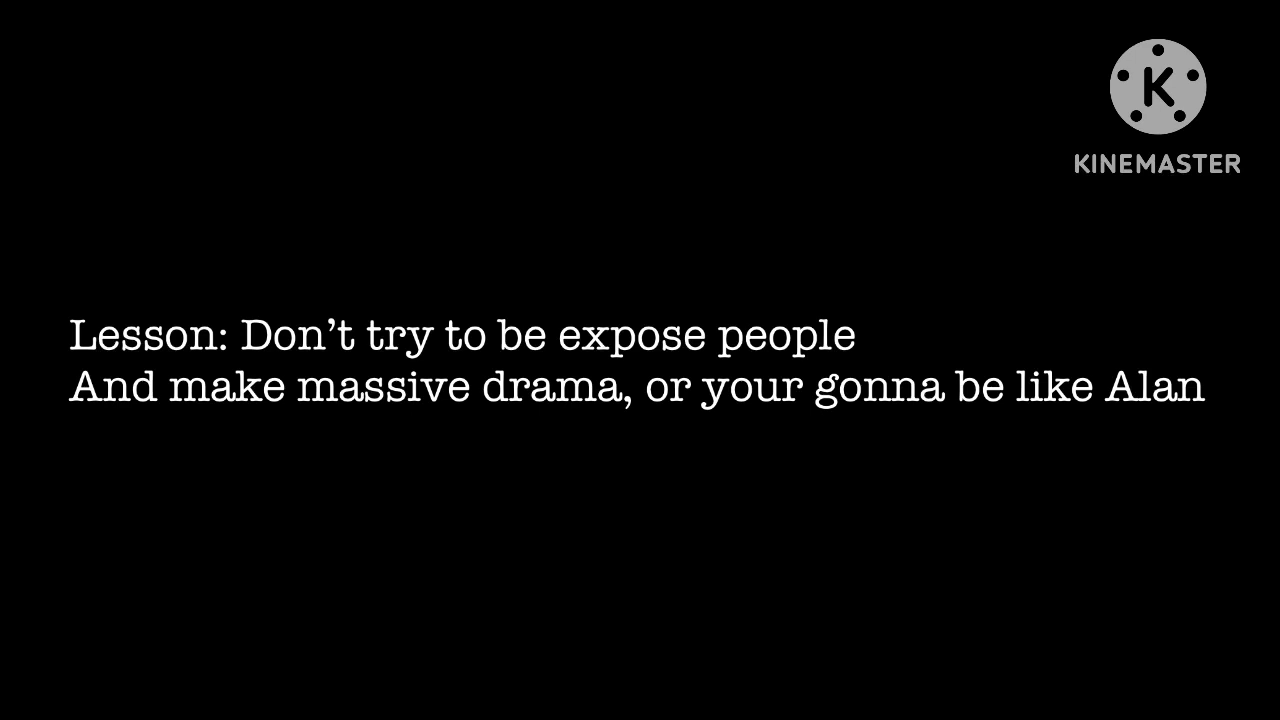 KINEMASTER
Lesson: Don’t try to be expose people
And make massive drama, or your gonna be like Alan